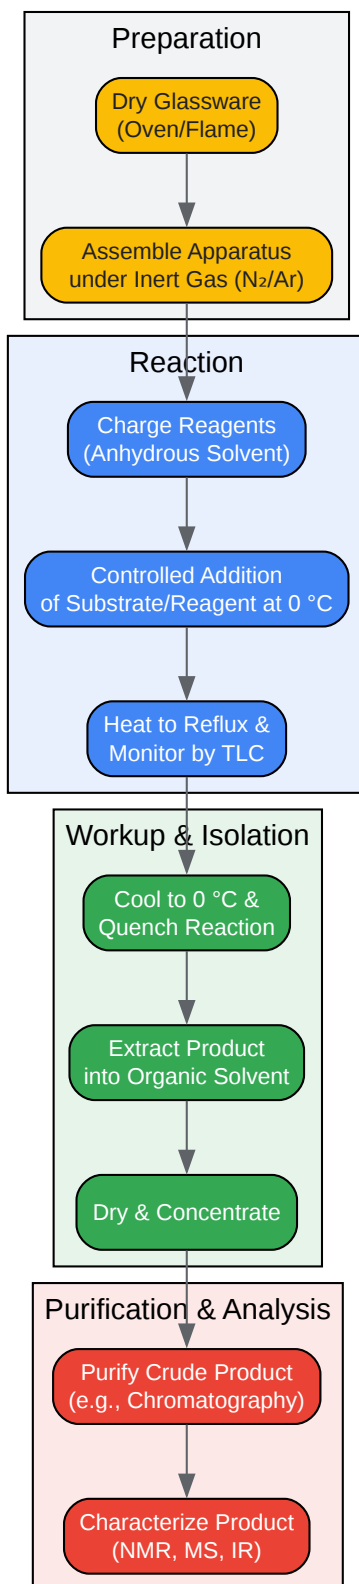 Preparation
Dry Glassware
(Oven/Flame)
Assemble Apparatus
under Inert Gas (N₂/Ar)
Reaction
Charge Reagents
(Anhydrous Solvent)
Controlled Addition
of Substrate/Reagent at 0 °C
Heat to Reflux &
Monitor by TLC
Workup & Isolation
Cool to 0 °C &
Quench Reaction
Extract Product
into Organic Solvent
Dry & Concentrate
Purification & Analysis
Purify Crude Product
(e.g., Chromatography)
Characterize Product
(NMR, MS, IR)